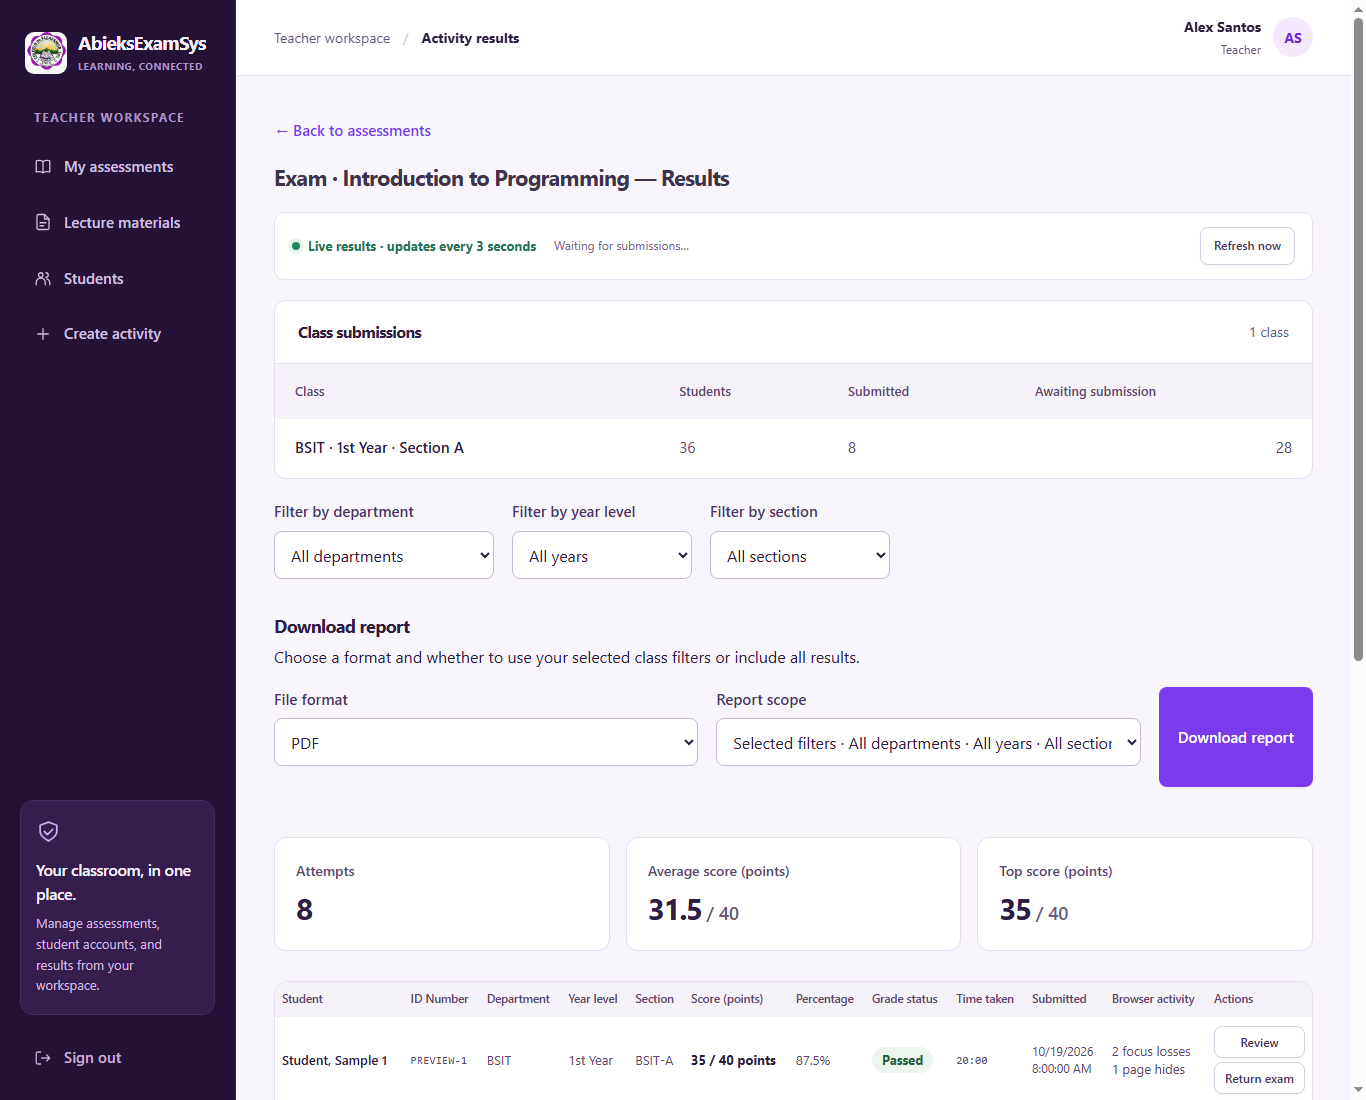 AbieksExamSys
LEARNING, CONNECTED
TEACHER WORKSPACE
My assessments
Lecture materials
Students
Create activity
Your classroom, in one
place.
Manage assessments,
student accounts, and
results from your
workspace.
Sign out
Teacher workspace / Activity results
Alex Santos
Teacher
AS
← Back to assessments
Exam · Introduction to Programming — Results
Live results · updates every 3 seconds Waiting for submissions...
Refresh now
Class submissions 1 class
Class Students Submitted Awaiting submission
BSIT · 1st Year · Section A 36 8 28
Filter by department Filter by year level Filter by section
All departments All years All sections
Download report
Choose a format and whether to use your selected class filters or include all results.
File format Report scope
PDF Selected filters · All departments · All years · All section
Download report
Attempts Average score (points) Top score (points)
8 31.5 / 40 35 / 40
Student ID Number Department Year level Section Score (points) Percentage Grade status Time taken Submitted Browser activity Actions
Student, Sample 1 PREVIEW-1 BSIT 1st Year BSIT-A 35 / 40 points 87.5% Passed 20:00
10/19/2026
8:00:00 AM
2 focus losses
1 page hides
Review
Return exam